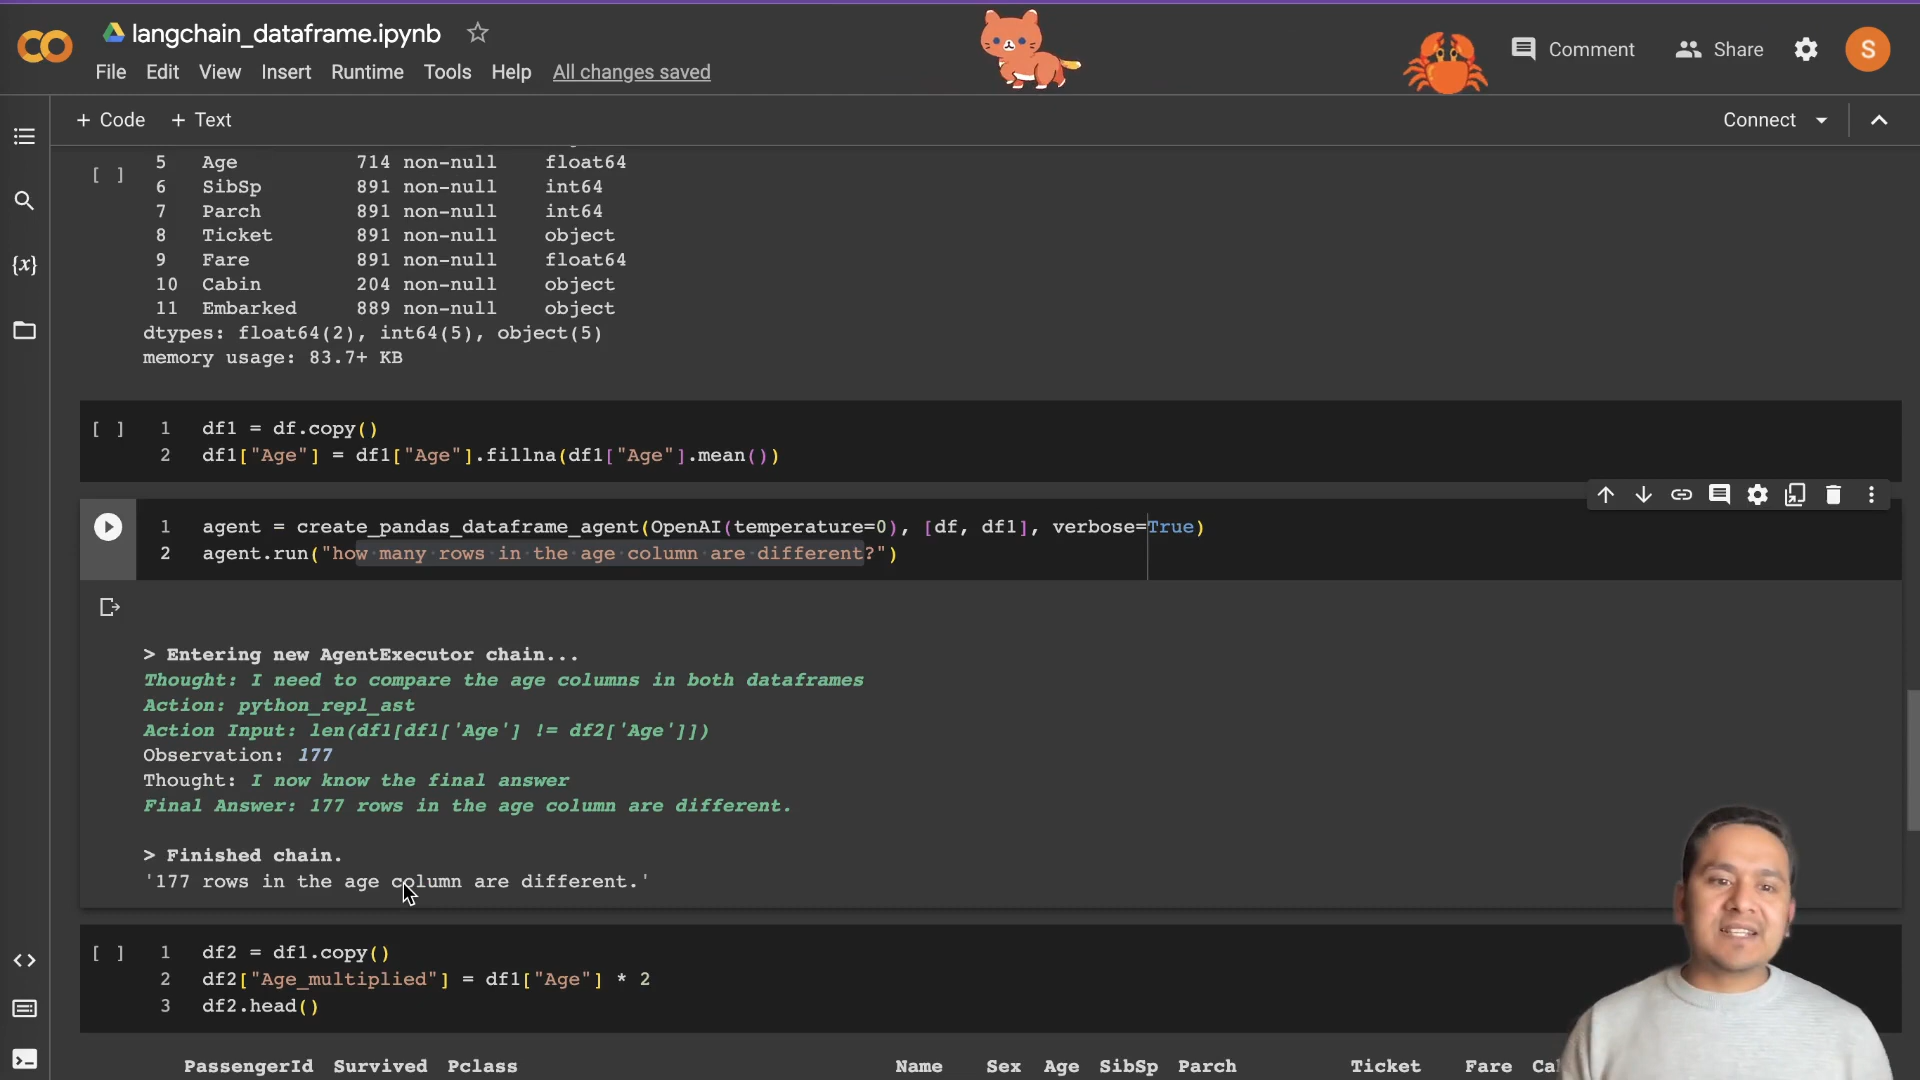 langchain_dataframe.ipynb
File Edit View Insert Runtime Tools Help All changes saved
Comment Share S
+ Code + Text
Connect
5 Age 714 non-null float64
[ ]
6 SibSp 891 non-null int64
7 Parch 891 non-null int64
8 Ticket 891 non-null object
9 Fare 891 non-null float64
10 Cabin 204 non-null object
11 Embarked 889 non-null object
dtypes: float64(2), int64(5), object(5)
memory usage: 83.7+ KB
[ ] 1 df1 = df.copy()
2 df1["Age"] = df1["Age"].fillna(df1["Age"].mean())
1 agent = create_pandas_dataframe_agent(OpenAI(temperature=0), [df, df1], verbose=True)
2 agent.run("how many rows in the age column are different?")
> Entering new AgentExecutor chain...
Thought: I need to compare the age columns in both dataframes
Action: python_repl_ast
Action Input: len(df1[df1['Age'] != df2['Age']])
Observation: 177
Thought: I now know the final answer
Final Answer: 177 rows in the age column are different.
> Finished chain.
'177 rows in the age column are different.'
[ ] 1 df2 = df1.copy()
2 df2["Age_multiplied"] = df1["Age"] * 2
3 df2.head()
PassengerId Survived Pclass Name Sex Age SibSp Parch Ticket Fare